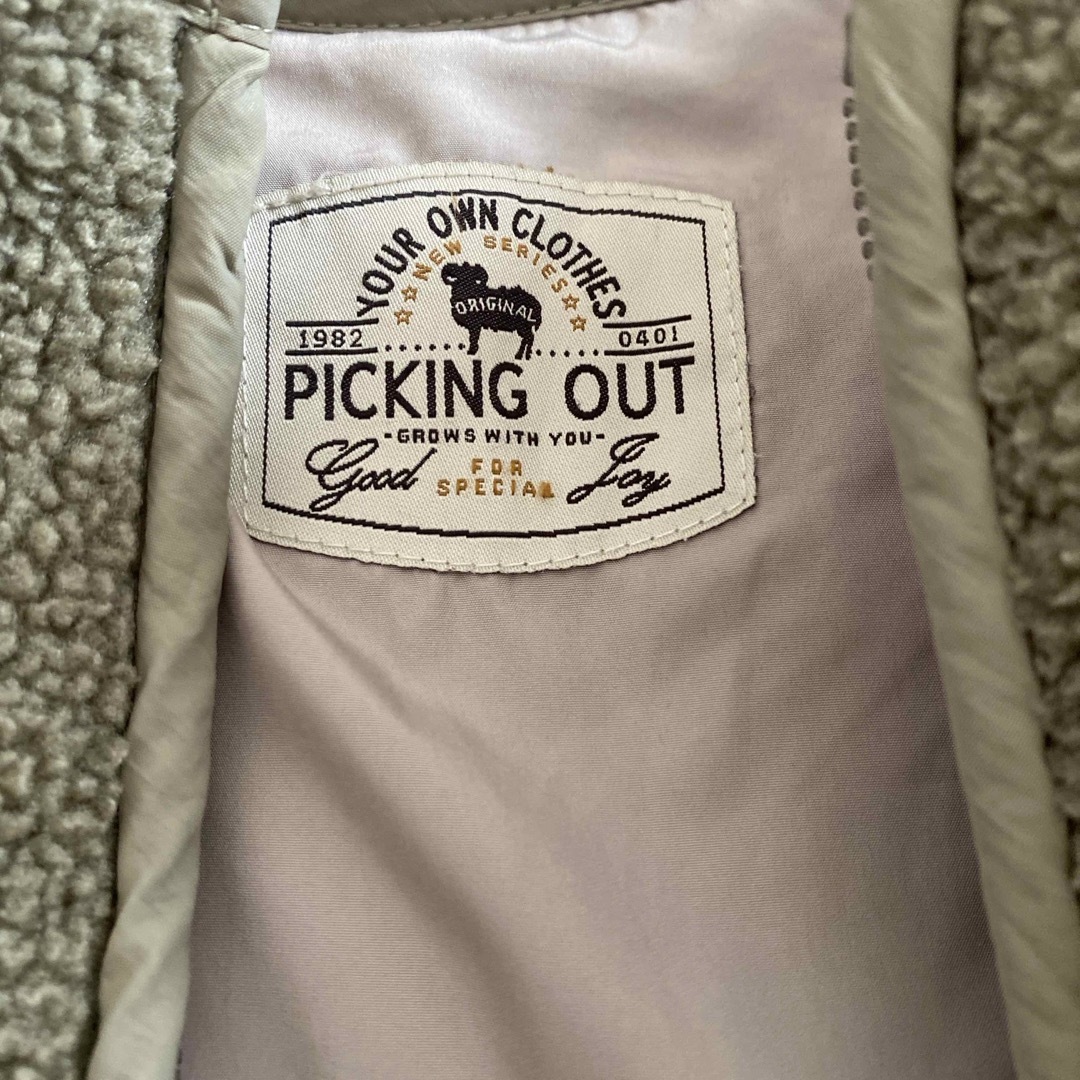 YOUR OWN CLOTHES
NEW SERIES
ORIGINAL
1982 0401
PICKING OUT
-GROWS WITH YOU-
Good FOR SPECIAL Joy